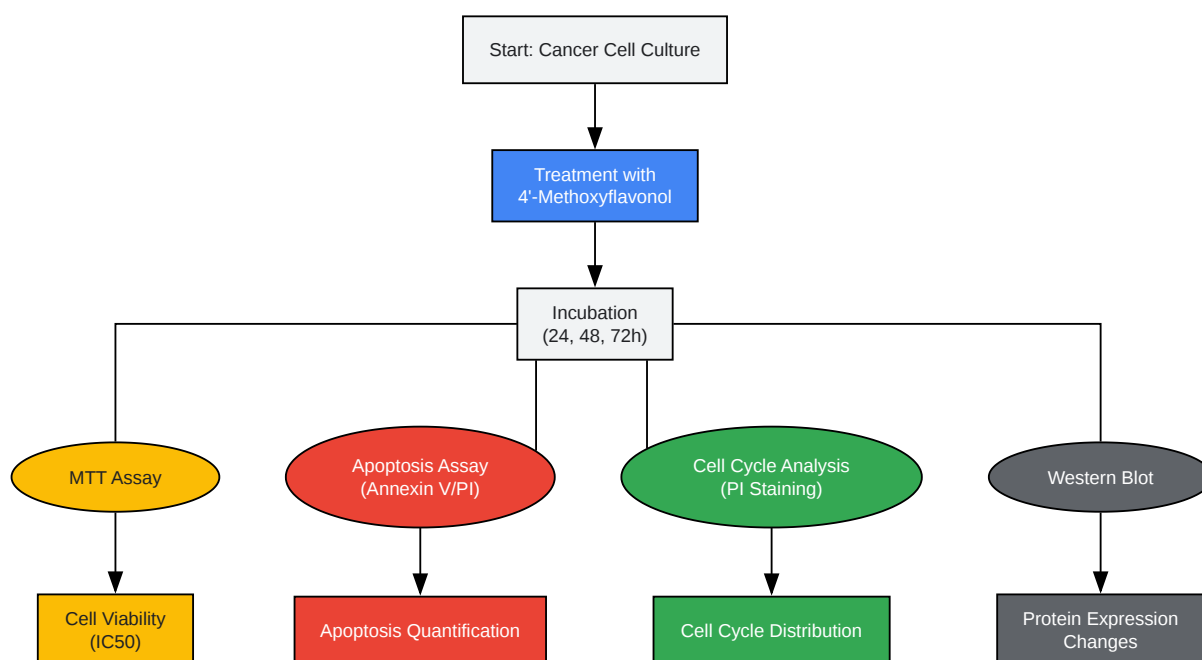 Start: Cancer Cell Culture
Treatment with
4'-Methoxyflavonol
Incubation
(24, 48, 72h)
MTT Assay
Apoptosis Assay
(Annexin V/PI)
Cell Cycle Analysis
(PI Staining)
Western Blot
Cell Viability
(IC50)
Apoptosis Quantification
Cell Cycle Distribution
Protein Expression
Changes